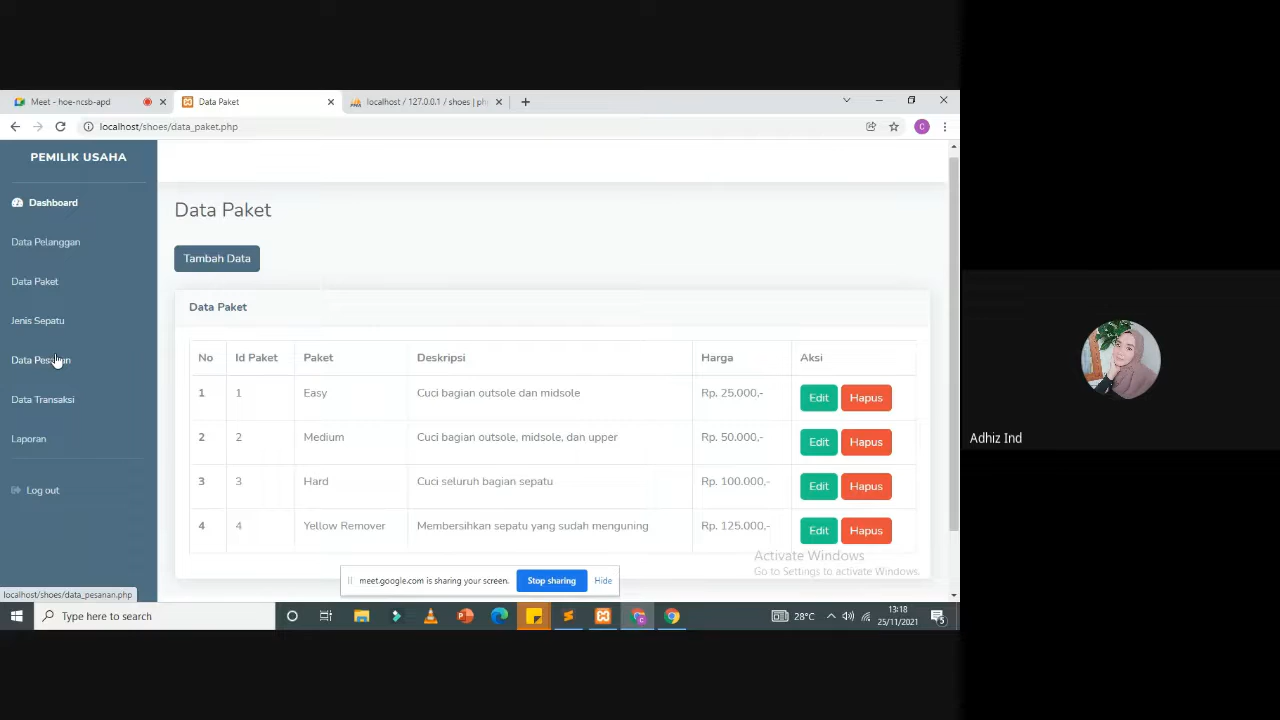 Meet - hoe-ncsb-apd
Data Paket
localhost / 127.0.0.1 / shoes | ph
localhost/shoes/data_paket.php
C
PEMILIK USAHA
Dashboard
Data Pelanggan
Data Paket
Jenis Sepatu
Data Pesanan
Data Transaksi
Laporan
Log out
Data Paket
Tambah Data
Data Paket
No Id Paket Paket Deskripsi Harga Aksi
1 1 Easy Cuci bagian outsole dan midsole Rp. 25.000,- Edit Hapus
2 2 Medium Cuci bagian outsole, midsole, dan upper Rp. 50.000,- Edit Hapus
3 3 Hard Cuci seluruh bagian sepatu Rp. 100.000,- Edit Hapus
4 4 Yellow Remover Membersihkan sepatu yang sudah menguning Rp. 125.000,- Edit Hapus
Activate Windows
Go to Settings to activate Windows.
meet.google.com is sharing your screen. Stop sharing Hide
localhost/shoes/data_pesanan.php
Type here to search
28°C
13:18
25/11/2021
5
Adhiz Ind